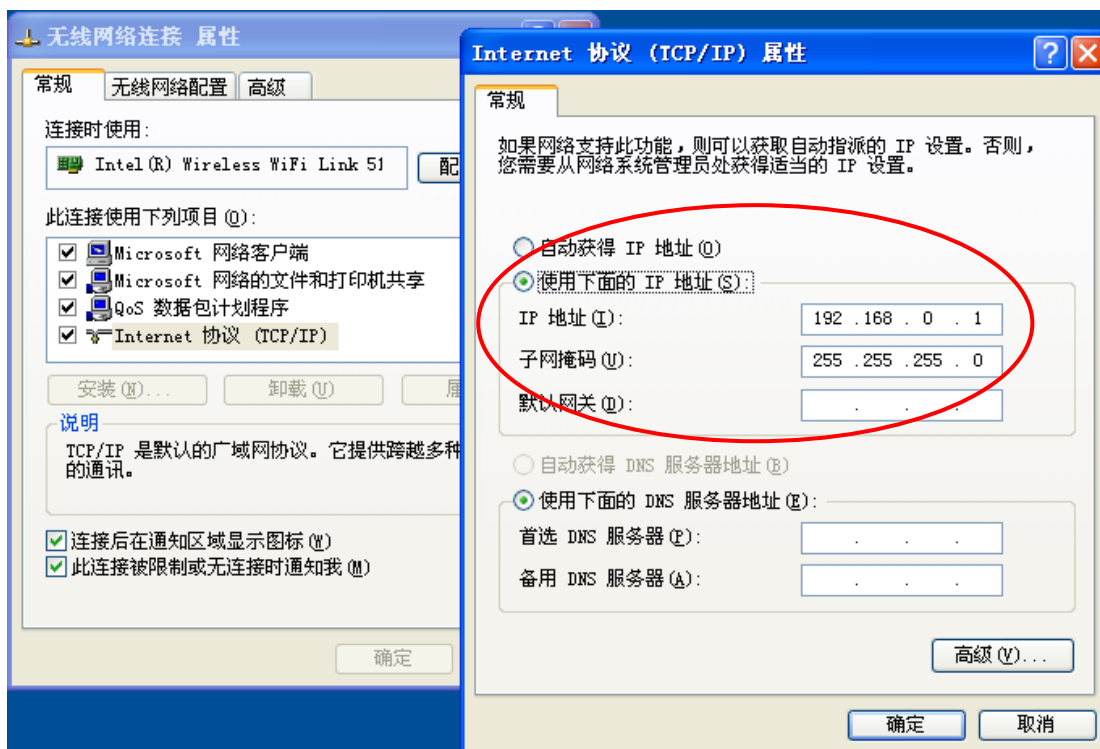 无线网络连接 属性
常规
无线网络配置
高级
连接时使用:
Intel(R) Wireless WiFi Link 51
配
此连接使用下列项目(O):
Microsoft 网络客户端
Microsoft 网络的文件和打印机共享
QoS 数据包计划程序
Internet 协议 (TCP/IP)
安装(N)...
卸载(U)
属
说明
TCP/IP 是默认的广域网协议。它提供跨越多种
的通讯。
连接后在通知区域显示图标(W)
此连接被限制或无连接时通知我(M)
确定
Internet 协议 (TCP/IP) 属性
常规
如果网络支持此功能,则可以获取自动指派的 IP 设置。否则,
您需要从网络系统管理员处获得适当的 IP 设置。
自动获得 IP 地址(O)
使用下面的 IP 地址(S):
IP 地址(I): 192 .168 . 0 . 1
子网掩码(U): 255 .255 .255 . 0
默认网关(D): . . .
自动获得 DNS 服务器地址(B)
使用下面的 DNS 服务器地址(E):
首选 DNS 服务器(P): . . .
备用 DNS 服务器(A): . . .
高级(V)...
确定
取消